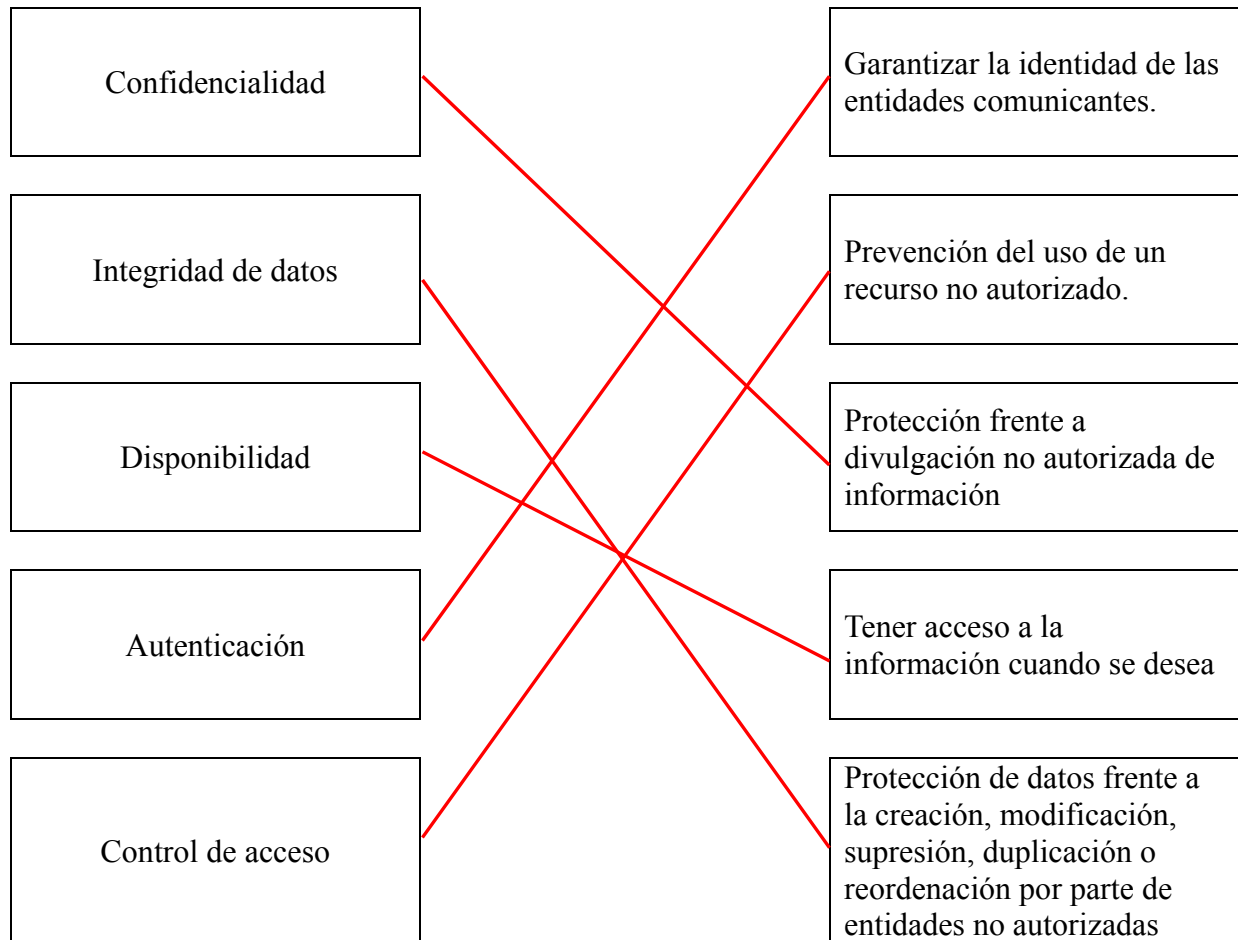 Confidencialidad
Garantizar la identidad de las
entidades comunicantes.
Integridad de datos
Prevención del uso de un
recurso no autorizado.
Disponibilidad
Protección frente a
divulgación no autorizada de
información
Autenticación
Tener acceso a la
información cuando se desea
Control de acceso
Protección de datos frente a
la creación, modificación,
supresión, duplicación o
reordenación por parte de
entidades no autorizadas